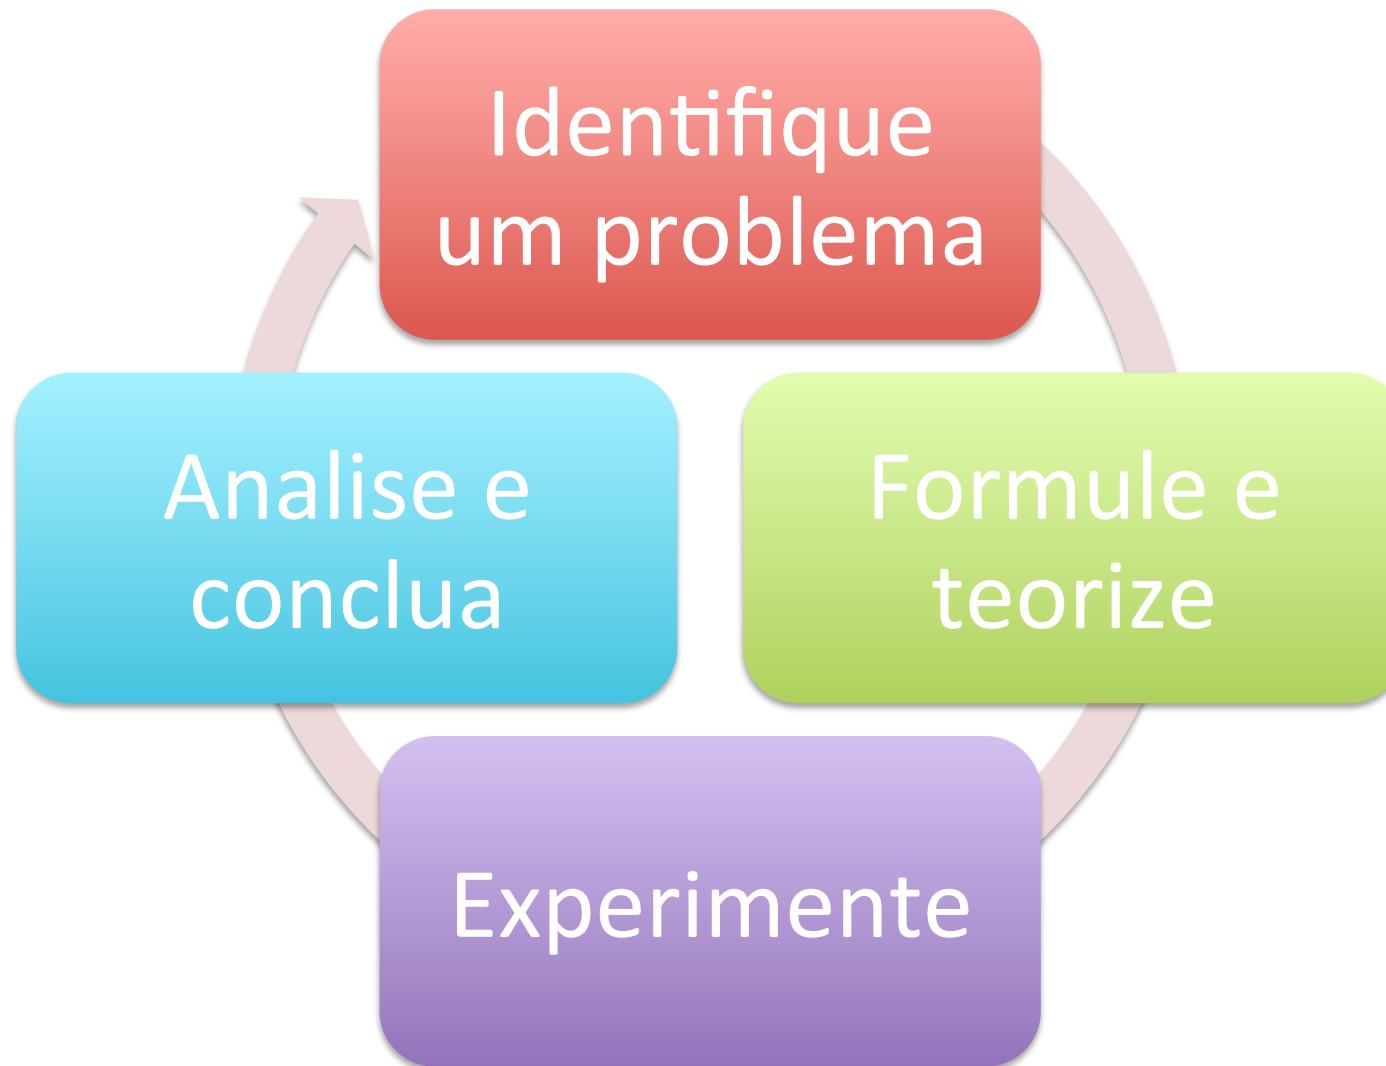 Identifique
um problema
Formule e
teorize
Experimente
Analise e
conclua